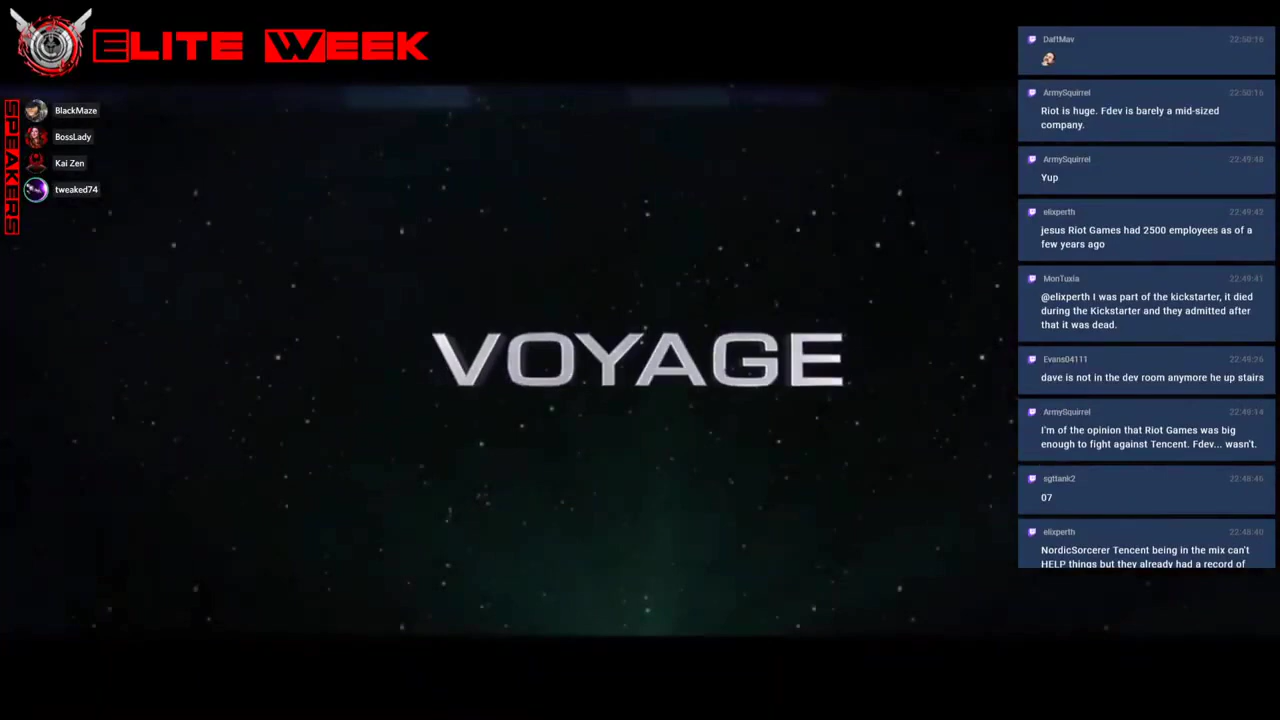 ELITE WEEK
SPEAKERS
BlackMaze
BossLady
Kai Zen
tweaked74
VOYAGE
DaftMav 22:50:16
ArmySquirrel 22:50:16
Riot is huge. Fdev is barely a mid-sized
company.
ArmySquirrel 22:49:48
Yup
elixperth 22:49:42
jesus Riot Games had 2500 employees as of a
few years ago
MonTuxia 22:49:41
@elixperth I was part of the kickstarter, it died
during the Kickstarter and they admitted after
that it was dead.
Evans04111 22:49:26
dave is not in the dev room anymore he up stairs
ArmySquirrel 22:49:14
I'm of the opinion that Riot Games was big
enough to fight against Tencent. Fdev... wasn't.
sgttank2 22:48:46
07
elixperth 22:48:40
NordicSorcerer Tencent being in the mix can't
HELP things but they already had a record of